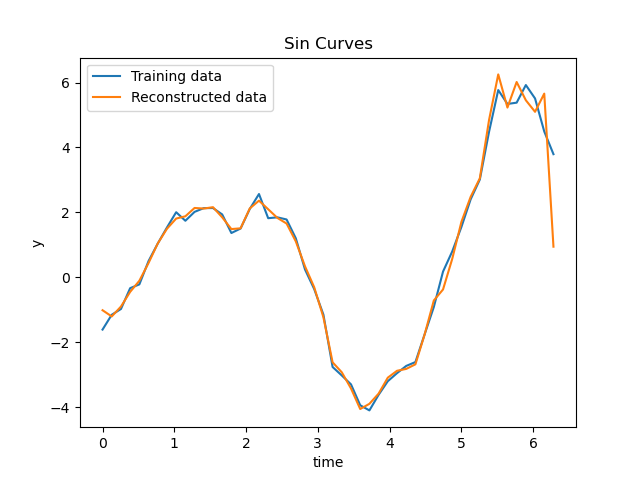 Sin Curves
Training data
Reconstructed data
6
4
2
0
−2
−4
y
0 1 2 3 4 5 6
time